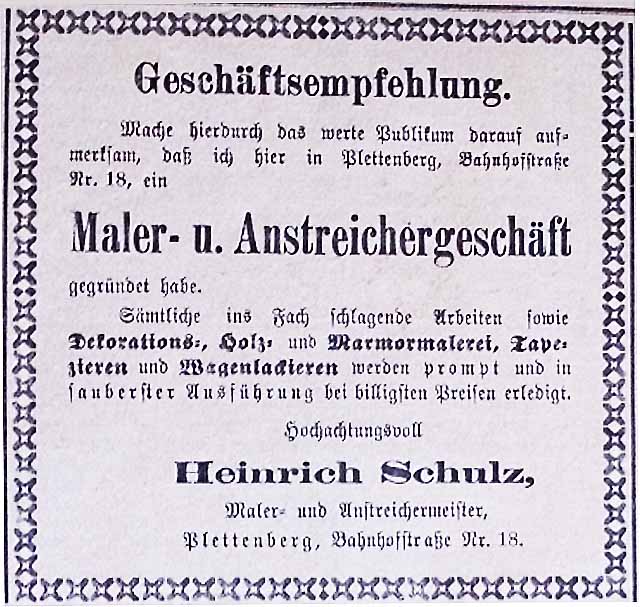 Geschäftsempfehlung.
Mache hierdurch das werte Publikum darauf auf-
merksam, daß ich hier in Plettenberg, Bahnhofstraße
Nr. 18, ein
Maler- u. Anstreichergeschäft
gegründet habe.
Sämtliche ins Fach schlagende Arbeiten sowie
Dekorations-, Holz- und Marmormalerei, Tape-
zieren und Wagenlackieren werden prompt und in
sauberster Ausführung bei billigsten Preisen erledigt.
Hochachtungsvoll
Heinrich Schulz,
Maler- und Anstreichermeister,
Plettenberg, Bahnhofstraße Nr. 18.